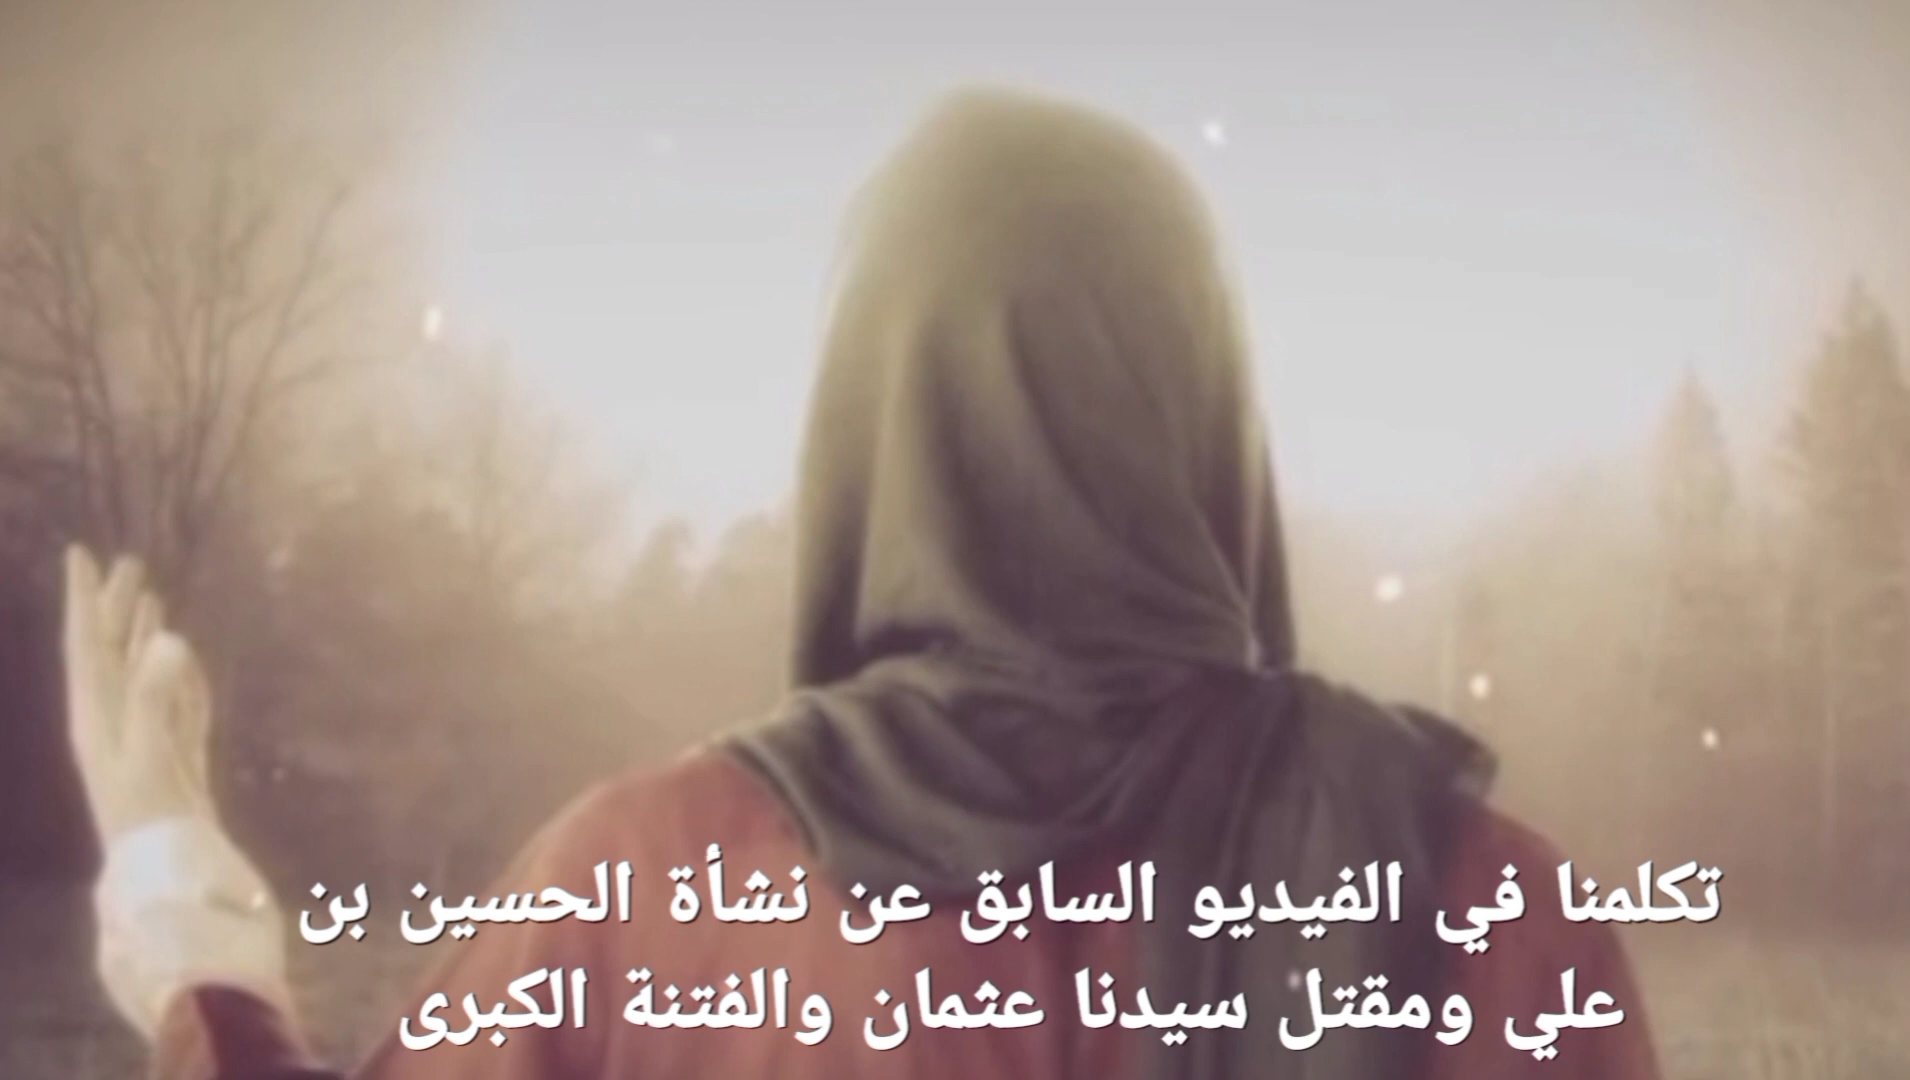 تكلمنا في الفيديو السابق عن نشأة الحسين بن
علي ومقتل سيدنا عثمان والفتنة الكبرى